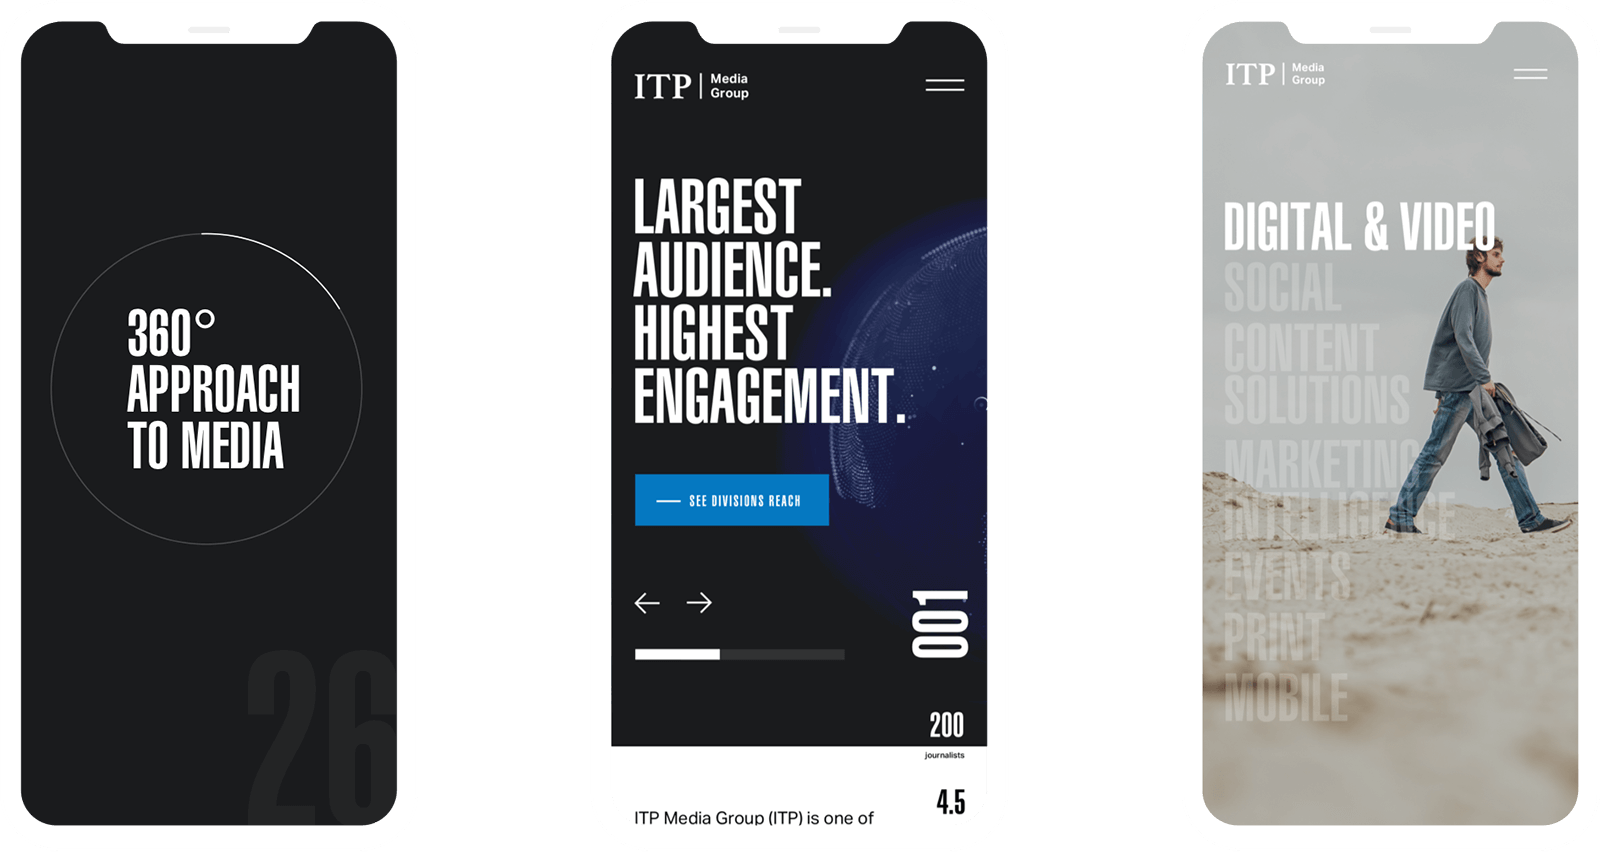 360°
APPROACH
TO MEDIA
26
ITP | Media
Group
LARGEST
AUDIENCE.
HIGHEST
ENGAGEMENT.
SEE DIVISIONS REACH
001
200
journalists
4.5
ITP Media Group (ITP) is one of
ITP | Media
Group
DIGITAL & VIDEO
SOCIAL
CONTENT
SOLUTIONS
MARKETING
INTELLIGENCE
EVENTS
PRINT
MOBILE